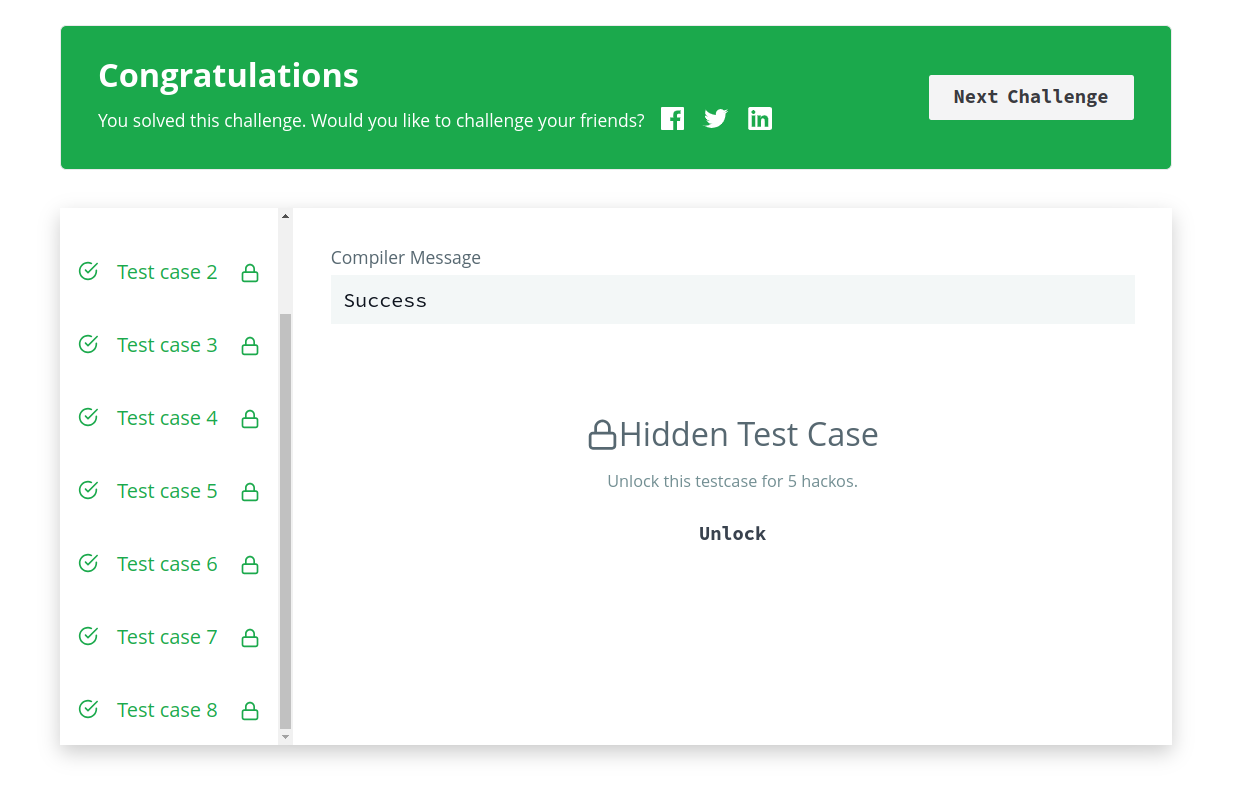 Congratulations
You solved this challenge. Would you like to challenge your friends?
Next Challenge
Test case 2
Test case 3
Test case 4
Test case 5
Test case 6
Test case 7
Test case 8
Compiler Message
Success
Hidden Test Case
Unlock this testcase for 5 hackos.
Unlock